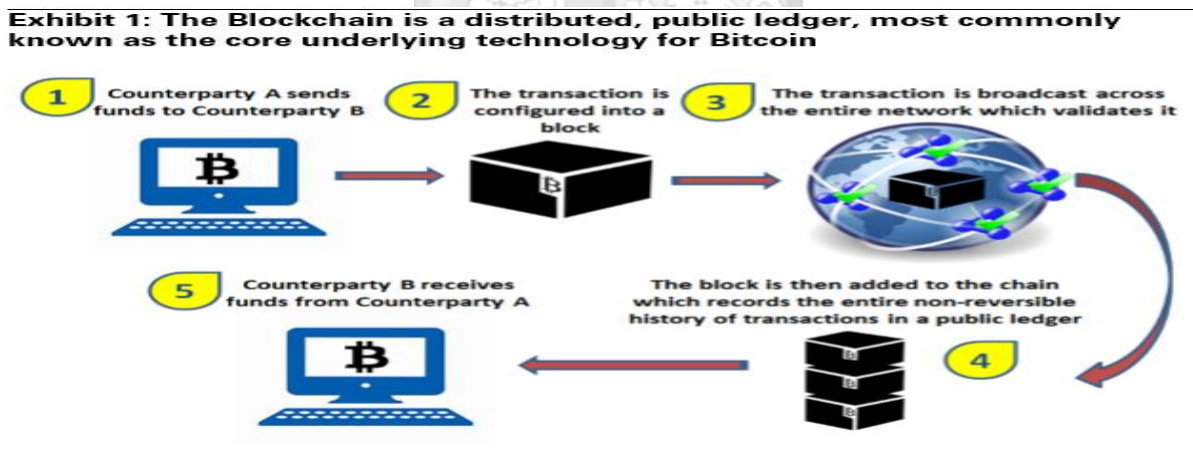 Exhibit 1: The Blockchain is a distributed, public ledger, most commonly
known as the core underlying technology for Bitcoin
1
Counterparty A sends
funds to Counterparty B
2
The transaction is
configured into a
block
3
The transaction is broadcast across
the entire network which validates it
5
Counterparty B receives
funds from Counterparty A
The block is then added to the chain
which records the entire non-reversible
history of transactions in a public ledger
4